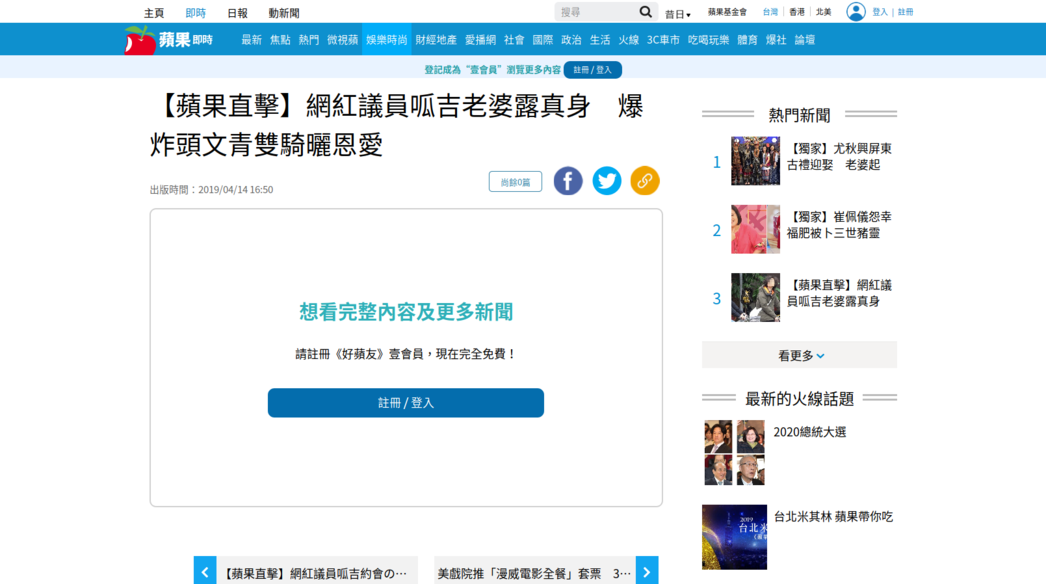 主頁 即時 日報 動新聞
搜尋 昔日▾ 蘋果基金會 台灣 香港 北美 登入 | 註冊
蘋果即時 最新 焦點 熱門 微視蘋 娛樂時尚 財經地產 愛播網 社會 國際 政治 生活 火線 3C車市 吃喝玩樂 體育 爆社 論壇
登記成為“壹會員”瀏覽更多內容 註冊 / 登入
【蘋果直擊】網紅議員呱吉老婆露真身　爆
炸頭文青雙騎曬恩愛
出版時間：2019/04/14 16:50
尚餘0篇
想看完整內容及更多新聞
請註冊《好蘋友》壹會員，現在完全免費！
註冊 / 登入
【蘋果直擊】網紅議員呱吉約會の…
美戲院推「漫威電影全餐」套票　3…
熱門新聞
1
【獨家】尤秋興屏東
古禮迎娶　老婆起
2
【獨家】崔佩儀怨幸
福肥被卜三世豬靈
3
【蘋果直擊】網紅議
員呱吉老婆露真身
看更多
最新的火線話題
2020總統大選
2019
台北米
台北米其林 蘋果帶你吃